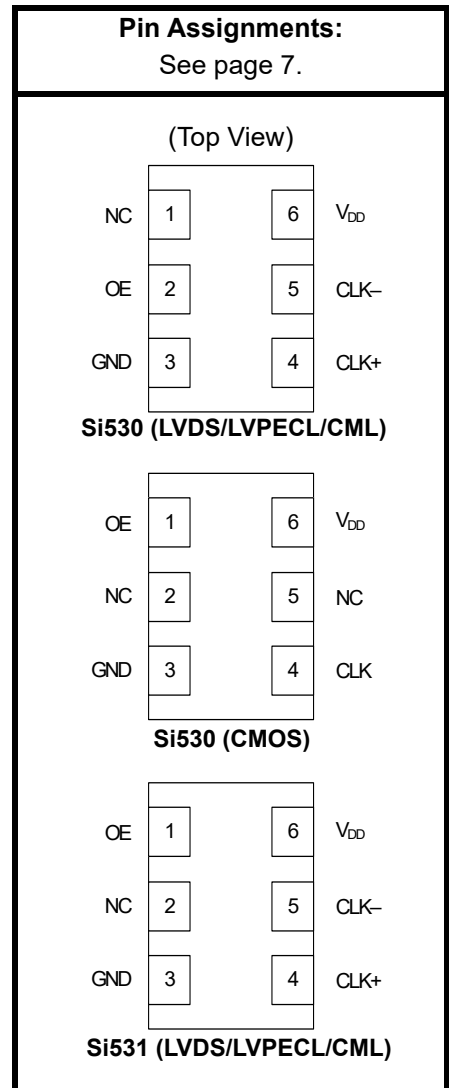 Pin Assignments:
See page 7.
(Top View)
NC 1 6 VDD
OE 2 5 CLK–
GND 3 4 CLK+
Si530 (LVDS/LVPECL/CML)
OE 1 6 VDD
NC 2 5 NC
GND 3 4 CLK
Si530 (CMOS)
OE 1 6 VDD
NC 2 5 CLK–
GND 3 4 CLK+
Si531 (LVDS/LVPECL/CML)